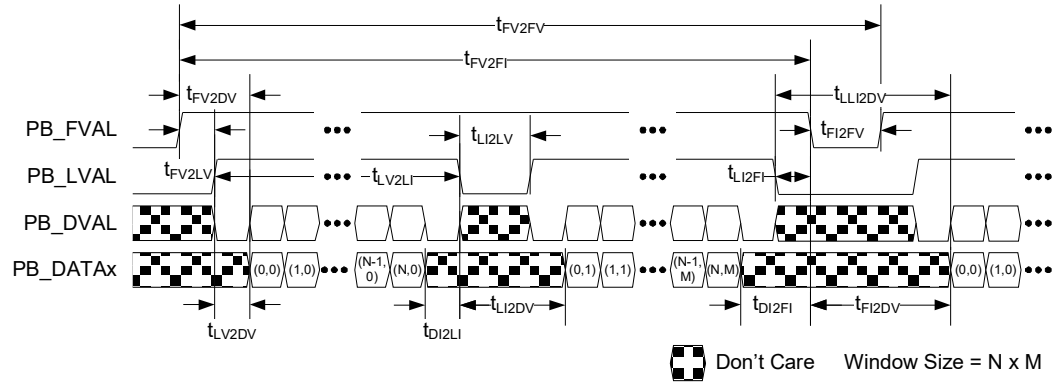 tFV2FV
tFV2FI
tFV2DV
tLLI2DV
PB_FVAL
tLI2LV
tFI2FV
tFV2LV
tLV2LI
tLI2FI
PB_LVAL
PB_DVAL
PB_DATAx
(0,0) (1,0) (N-1, 0) (N,0) (0,1) (1,1) (N-1, M) (N,M) (0,0) (1,0)
tLV2DV
tDI2LI
tLI2DV
tDI2FI
tFI2DV
Don't Care Window Size = N x M